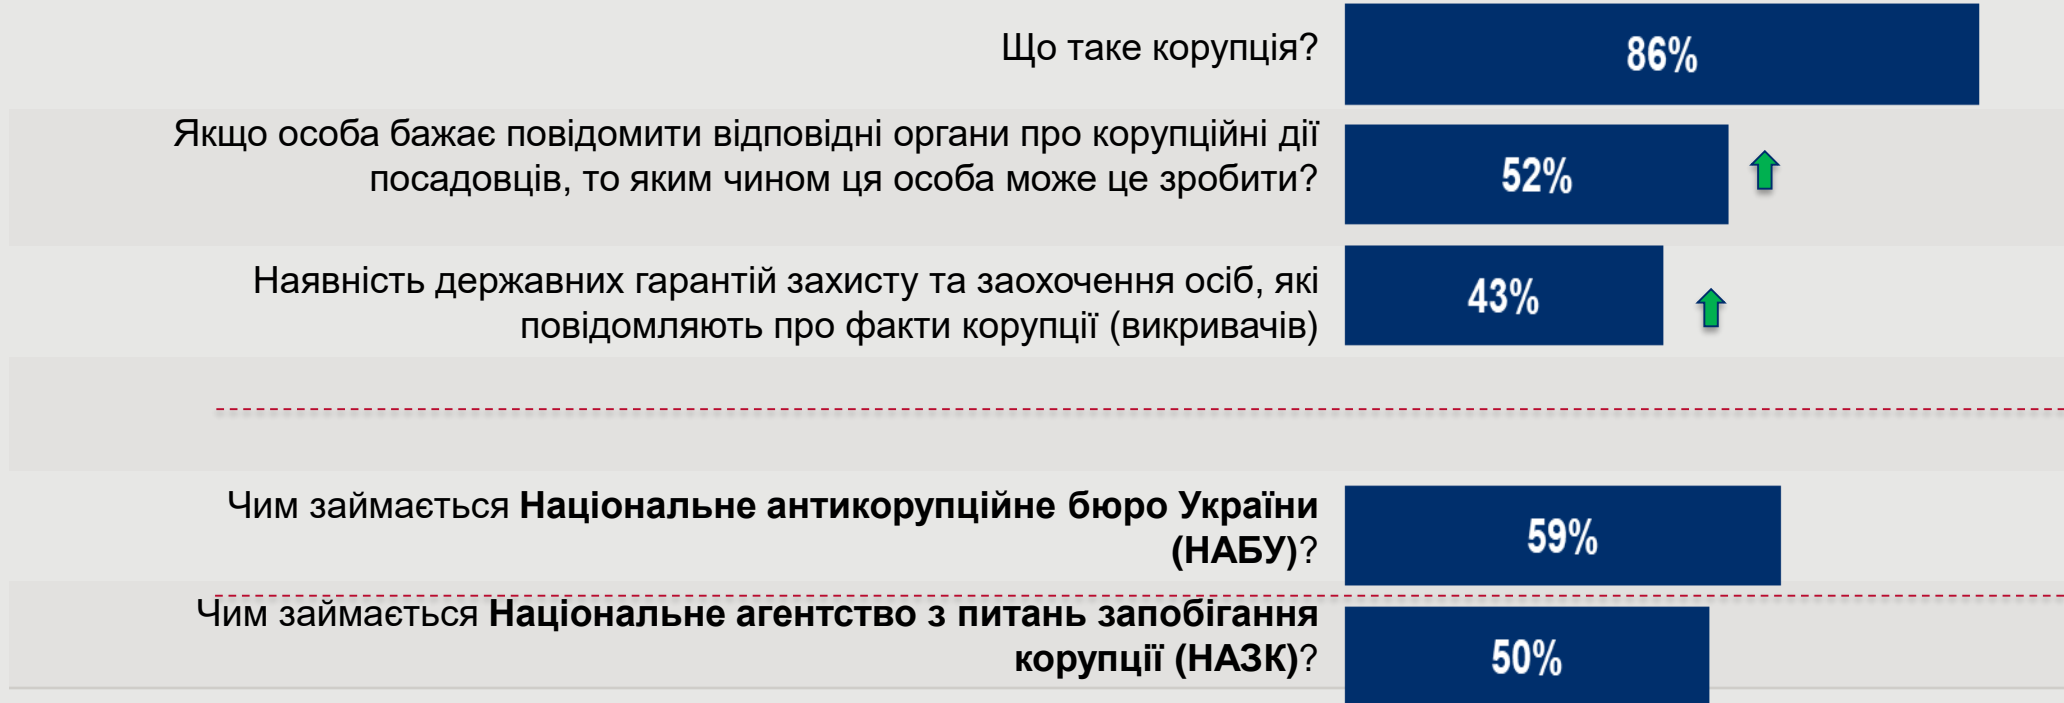 Що таке корупція?
86%
Якщо особа бажає повідомити відповідні органи про корупційні дії
посадовців, то яким чином ця особа може це зробити?
52%
Наявність державних гарантій захисту та заохочення осіб, які
повідомляють про факти корупції (викривачів)
43%
Чим займається Національне антикорупційне бюро України
(НАБУ)?
59%
Чим займається Національне агентство з питань запобігання
корупції (НАЗК)?
50%